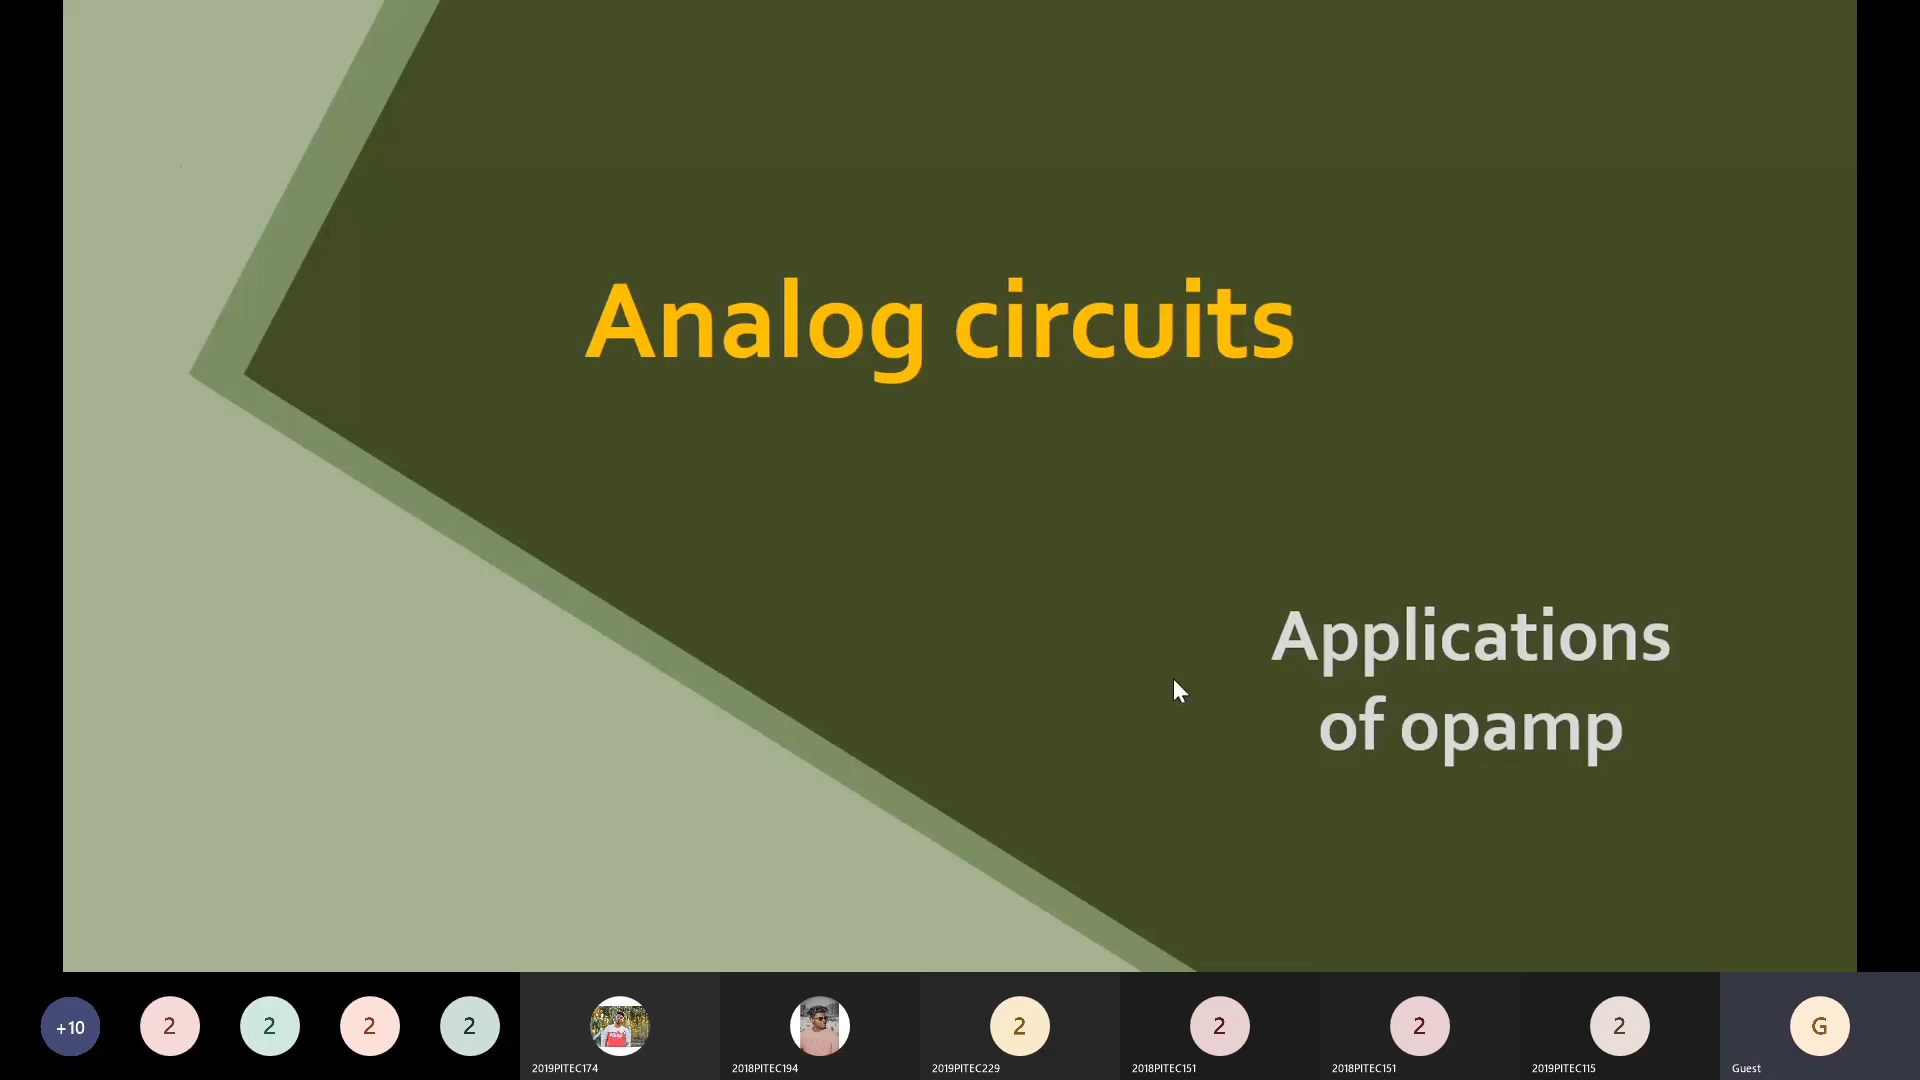 Analog circuits
Applications
of opamp
+10
2
2
2
2
2
2
2
2
G
2019PITEC174
2018PITEC194
2019PITEC229
2018PITEC151
2018PITEC151
2019PITEC115
Guest